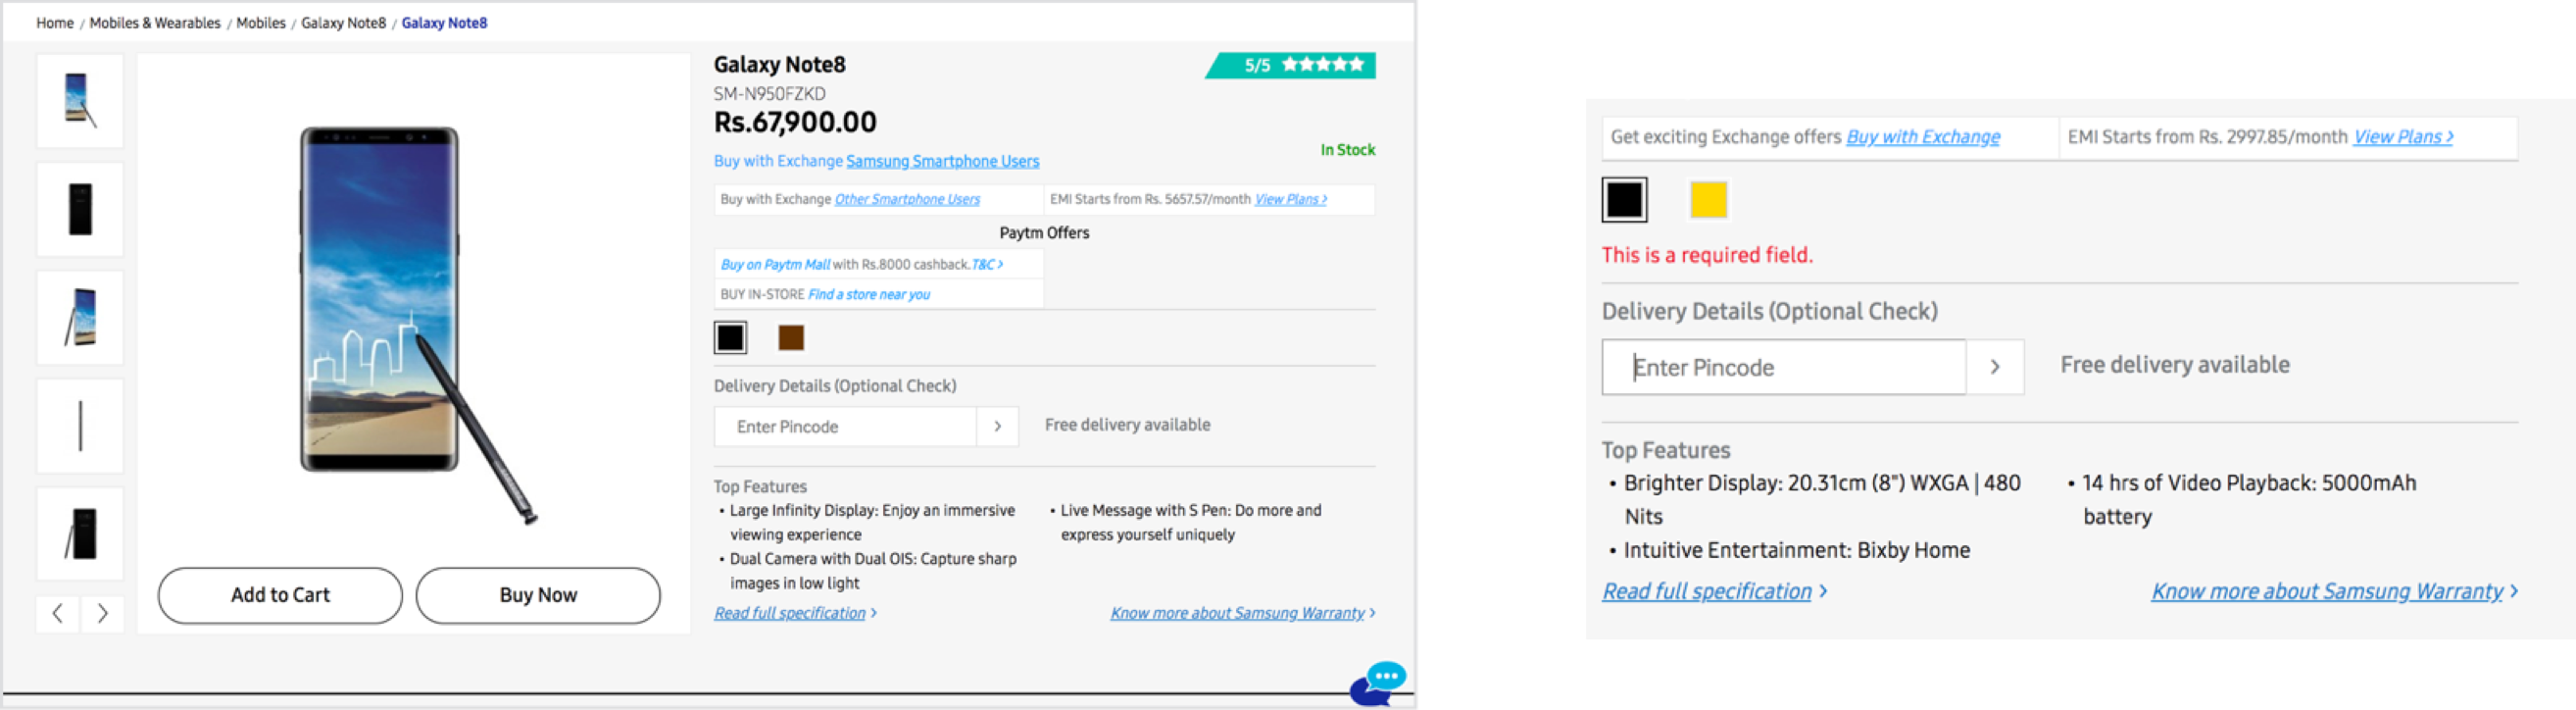 Home / Mobiles & Wearables / Mobiles / Galaxy Note8 / Galaxy Note8
Galaxy Note8
5/5
SM-N950FZKD
Rs.67,900.00
In Stock
Buy with Exchange Samsung Smartphone Users
Buy with Exchange Other Smartphone Users
EMI Starts from Rs. 5657.57/month View Plans >
Paytm Offers
Buy on Paytm Mall with Rs.8000 cashback.T&C >
BUY IN-STORE Find a store near you
Delivery Details (Optional Check)
Enter Pincode >
Free delivery available
Top Features
• Large Infinity Display: Enjoy an immersive
viewing experience
• Dual Camera with Dual OIS: Capture sharp
images in low light
• Live Message with S Pen: Do more and
express yourself uniquely
Read full specification >
Know more about Samsung Warranty >
Add to Cart
Buy Now
Get exciting Exchange offers Buy with Exchange
EMI Starts from Rs. 2997.85/month View Plans >
This is a required field.
Delivery Details (Optional Check)
Enter Pincode >
Free delivery available
Top Features
• Brighter Display: 20.31cm (8") WXGA | 480
Nits
• Intuitive Entertainment: Bixby Home
• 14 hrs of Video Playback: 5000mAh
battery
Read full specification >
Know more about Samsung Warranty >